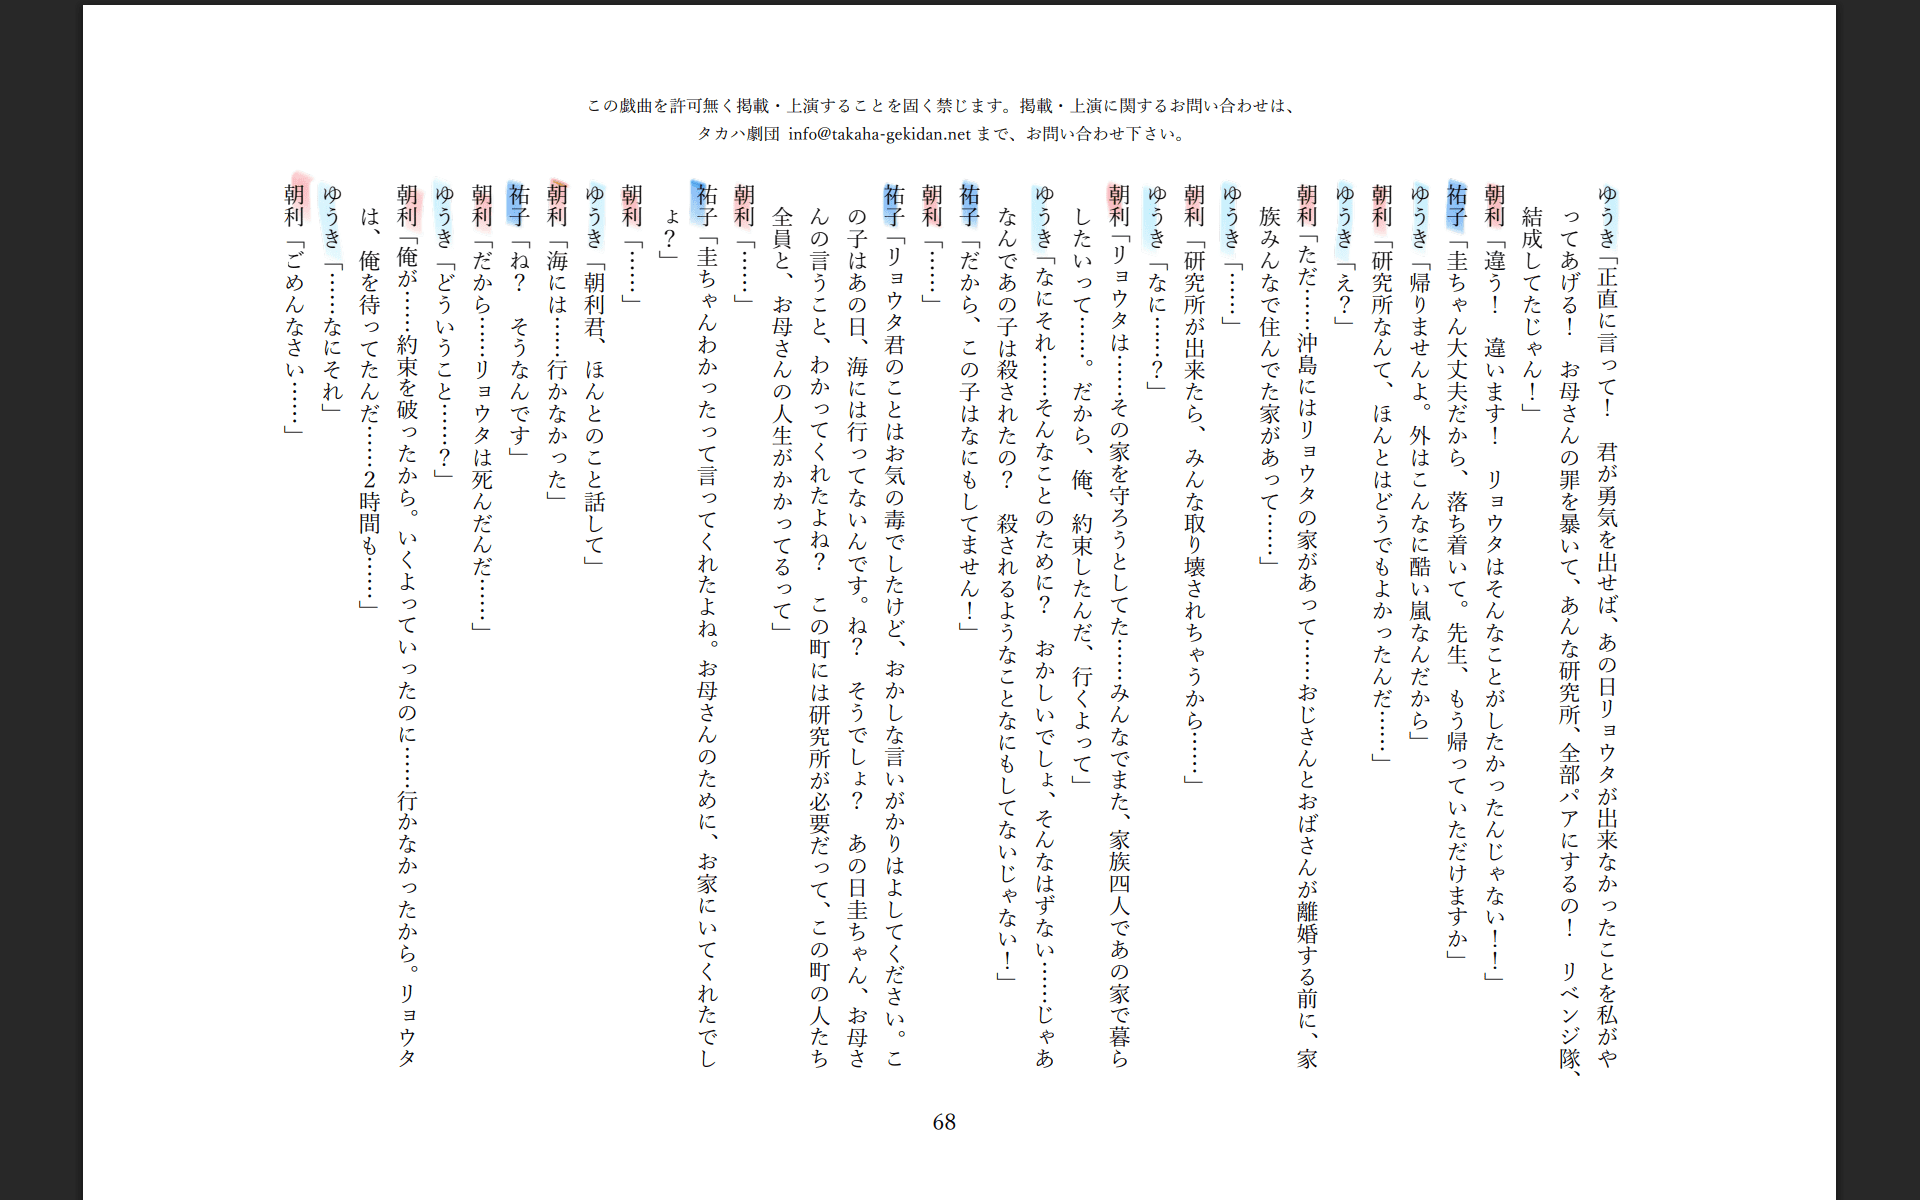 この戯曲を許可無く掲載・上演することを固く禁じます。掲載・上演に関するお問い合わせは、
タカハ劇団 info@takaha-gekidan.net まで、お問い合わせ下さい。
ゆうき「正直に言って！　君が勇気を出せば、あの日リョウタが出来なかったことを私がや
ってあげる！　お母さんの罪を暴いて、あんな研究所、全部パアにするの！　リベンジ隊、
結成してたじゃん！」
朝利「違う！　違います！　リョウタはそんなことがしたかったんじゃない！！」
祐子「圭ちゃん大丈夫だから、落ち着いて。先生、もう帰っていただけますか」
ゆうき「帰りませんよ。外はこんなに酷い嵐なんだから」
朝利「研究所なんて、ほんとはどうでもよかったんだ……」
ゆうき「え？」
朝利「ただ……沖島にはリョウタの家があって……おじさんとおばさんが離婚する前に、家
族みんなで住んでた家があって……」
ゆうき「……」
朝利「研究所が出来たら、みんな取り壊されちゃうから……」
ゆうき「なに……？」
朝利「リョウタは……その家を守ろうとしてた……みんなでまた、家族四人であの家で暮ら
したいって……。だから、俺、約束したんだ、行くよって」
ゆうき「なにそれ……そんなことのために？　おかしいでしょ、そんなはずない……じゃあ
なんであの子は殺されたの？　殺されるようなことなにもしてないじゃない！」
祐子「だから、この子はなにもしてません！」
朝利「……」
祐子「リョウタ君のことはお気の毒でしたけど、おかしな言いがかりはよしてください。こ
の子はあの日、海には行ってないんです。ね？　そうでしょ？　あの日圭ちゃん、お母さ
んの言うこと、わかってくれたよね？　この町には研究所が必要だって、この町の人たち
全員と、お母さんの人生がかかってるって」
朝利「……」
祐子「圭ちゃんわかったって言ってくれたよね。お母さんのために、お家にいてくれたでし
ょ？」
朝利「……」
ゆうき「朝利君、ほんとのこと話して」
朝利「海には……行かなかった」
祐子「ね？　そうなんです」
朝利「だから……リョウタは死んだんだ……」
ゆうき「どういうこと……？」
朝利「俺が……約束を破ったから。いくよっていったのに……行かなかったから。リョウタ
は、俺を待ってたんだ……２時間も……」
ゆうき「……なにそれ」
朝利「ごめんなさい……」
68